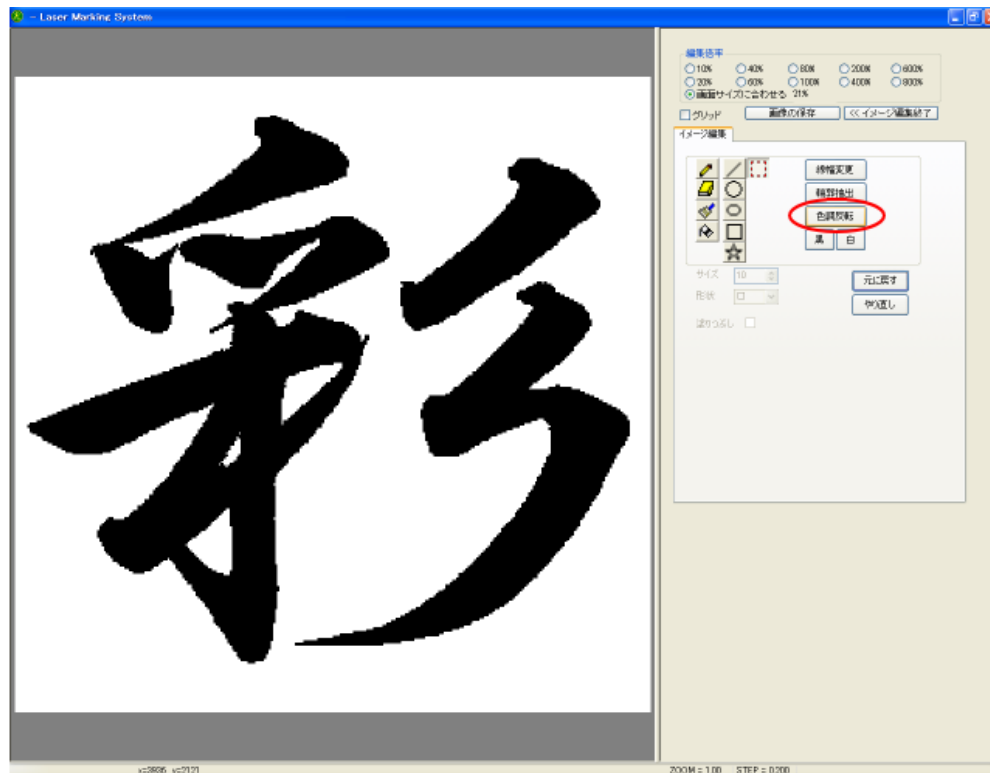 - Laser Marking System
彩
編集倍率
10% 40% 80% 200% 600%
20% 60% 100% 400% 800%
画面サイズに合わせる 21%
グリッド 画像の保存 << イメージ編集終了
イメージ編集
線幅変更
輪郭抽出
色調反転
黒 白
サイズ 10
元に戻す
形状 □
やり直し
塗りつぶし
x=3936 y=2121 ZOOM = 1.00 STEP = 0.200